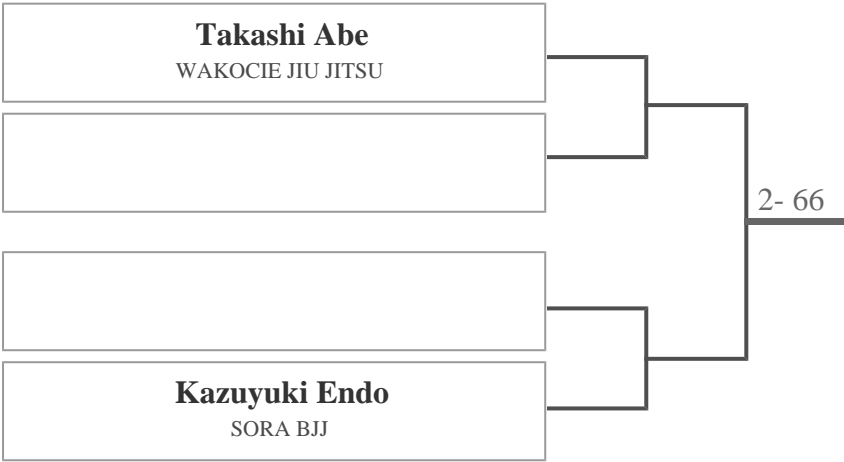 Takashi Abe
WAKOCIE JIU JITSU
2- 66
Kazuyuki Endo
SORA BJJ